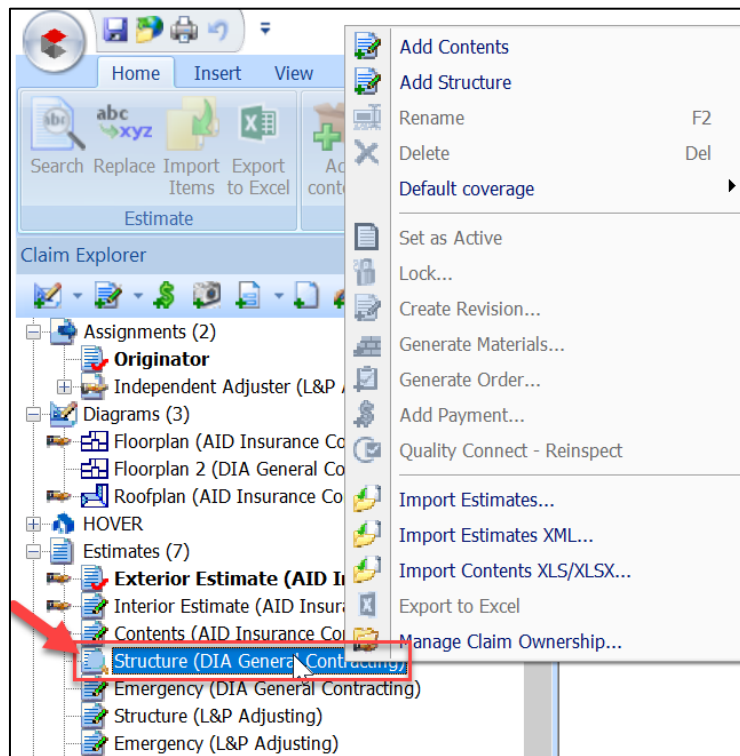 Home Insert View
abc
abc
xyz
Search Replace Import Items Export to Excel
Estimate
Claim Explorer
Assignments (2)
Originator
Independent Adjuster (L&P
Diagrams (3)
Floorplan (AID Insurance Co
Floorplan 2 (DIA General Co
Roofplan (AID Insurance Co
HOVER
Estimates (7)
Exterior Estimate (AID I
Interior Estimate (AID Insura
Contents (AID Insurance Co
Structure (DIA General Contracting)
Emergency (DIA General Contracting)
Structure (L&P Adjusting)
Emergency (L&P Adjusting)
Add Contents
Add Structure
Rename F2
Delete Del
Default coverage
Set as Active
Lock...
Create Revision...
Generate Materials...
Generate Order...
Add Payment...
Quality Connect - Reinspect
Import Estimates...
Import Estimates XML...
Import Contents XLS/XLSX...
Export to Excel
Manage Claim Ownership...